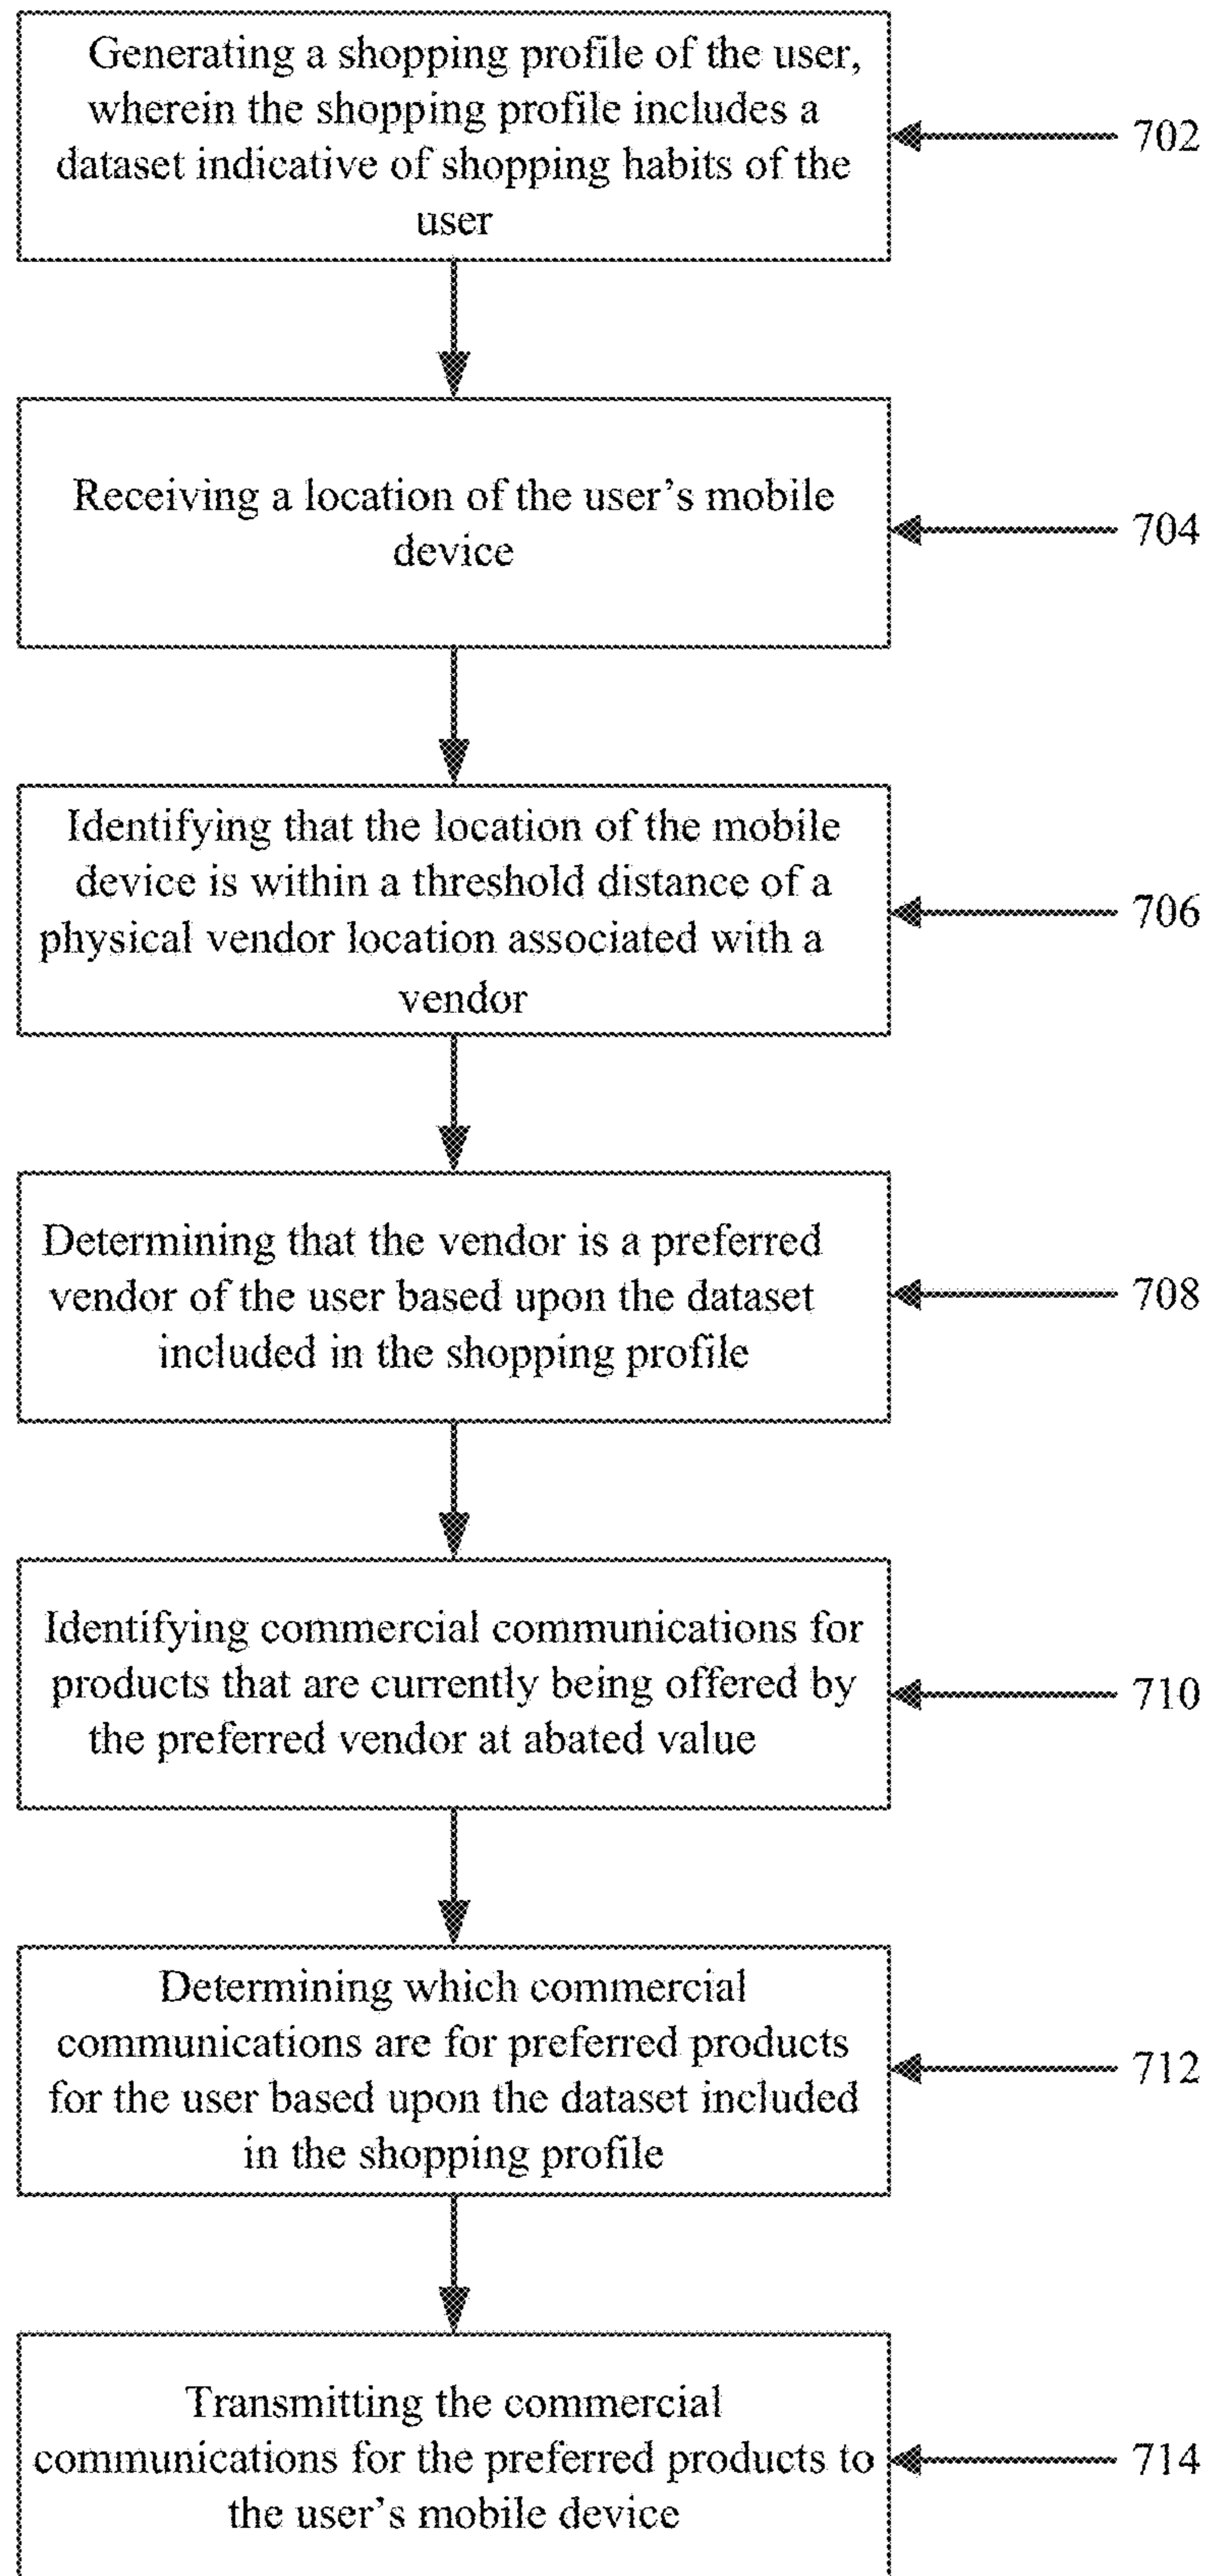 Generating a shopping profile of the user,
wherein the shopping profile includes a
dataset indicative of shopping habits of the
user
702
Receiving a location of the user's mobile
device
704
Identifying that the location of the mobile
device is within a threshold distance of a
physical vendor location associated with a
vendor
706
Determining that the vendor is a preferred
vendor of the user based upon the dataset
included in the shopping profile
708
Identifying commercial communications for
products that are currently being offered by
the preferred vendor at abated value
710
Determining which commercial
communications are for preferred products
for the user based upon the dataset included
in the shopping profile
712
Transmitting the commercial
communications for the preferred products to
the user's mobile device
714